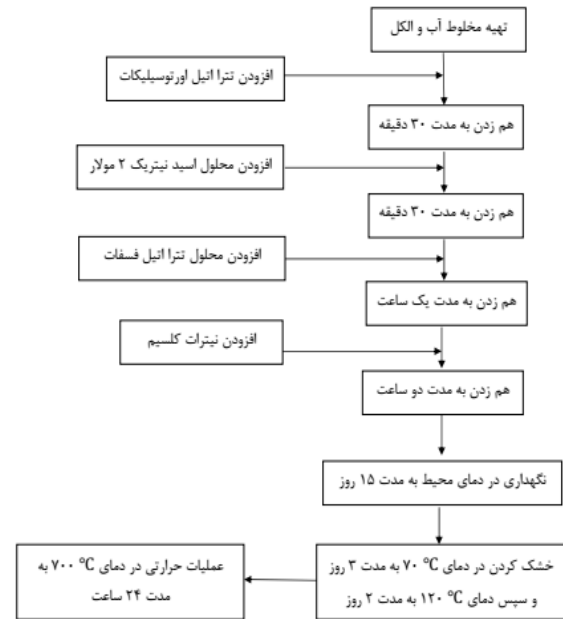 تهیه مخلوط آب و الکل
افزودن تترا اتیل اورتوسیلیکات
هم زدن به مدت ۳۰ دقیقه
افزودن محلول اسید نیتریک ۲ مولار
هم زدن به مدت ۳۰ دقیقه
افزودن محلول تترا اتیل فسفات
هم زدن به مدت یک ساعت
افزودن نیترات کلسیم
هم زدن به مدت دو ساعت
نگهداری در دمای محیط به مدت ۱۵ روز
خشک کردن در دمای ۷۰ °C به مدت ۳ روز
و سپس دمای ۱۲۰ °C به مدت ۲ روز
عملیات حرارتی در دمای ۷۰۰ °C به
مدت ۲۴ ساعت